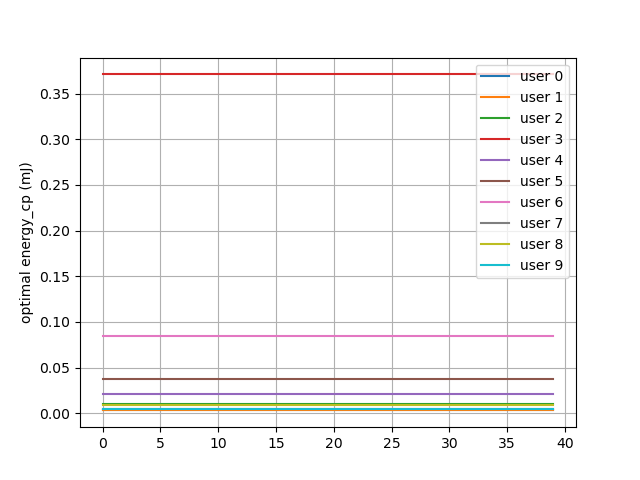 optimal energy_cp (mJ)
0.35
0.30
0.25
0.20
0.15
0.10
0.05
0.00
0 5 10 15 20 25 30 35 40
user 0
user 1
user 2
user 3
user 4
user 5
user 6
user 7
user 8
user 9